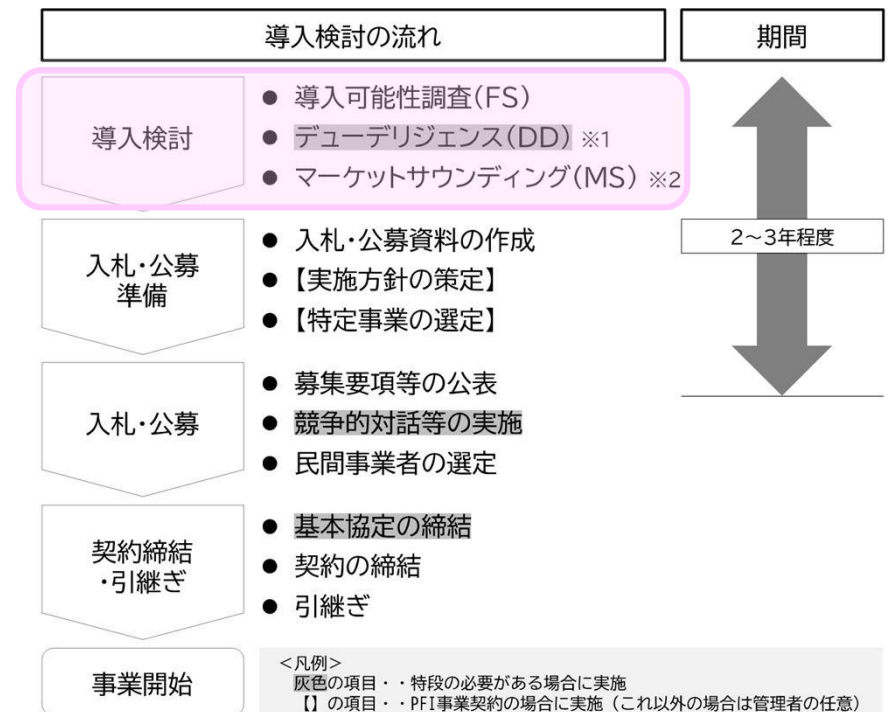 導入検討の流れ
期間
導入検討
● 導入可能性調査(FS)
● デューデリジェンス(DD) ※1
● マーケットサウンディング(MS) ※2
2～3年程度
入札・公募
準備
● 入札・公募資料の作成
● 【実施方針の策定】
● 【特定事業の選定】
入札・公募
● 募集要項等の公表
● 競争的対話等の実施
● 民間事業者の選定
契約締結
・引継ぎ
● 基本協定の締結
● 契約の締結
● 引継ぎ
事業開始
＜凡例＞
灰色の項目・・特段の必要がある場合に実施
【】の項目・・PFI事業契約の場合に実施（これ以外の場合は管理者の任意）